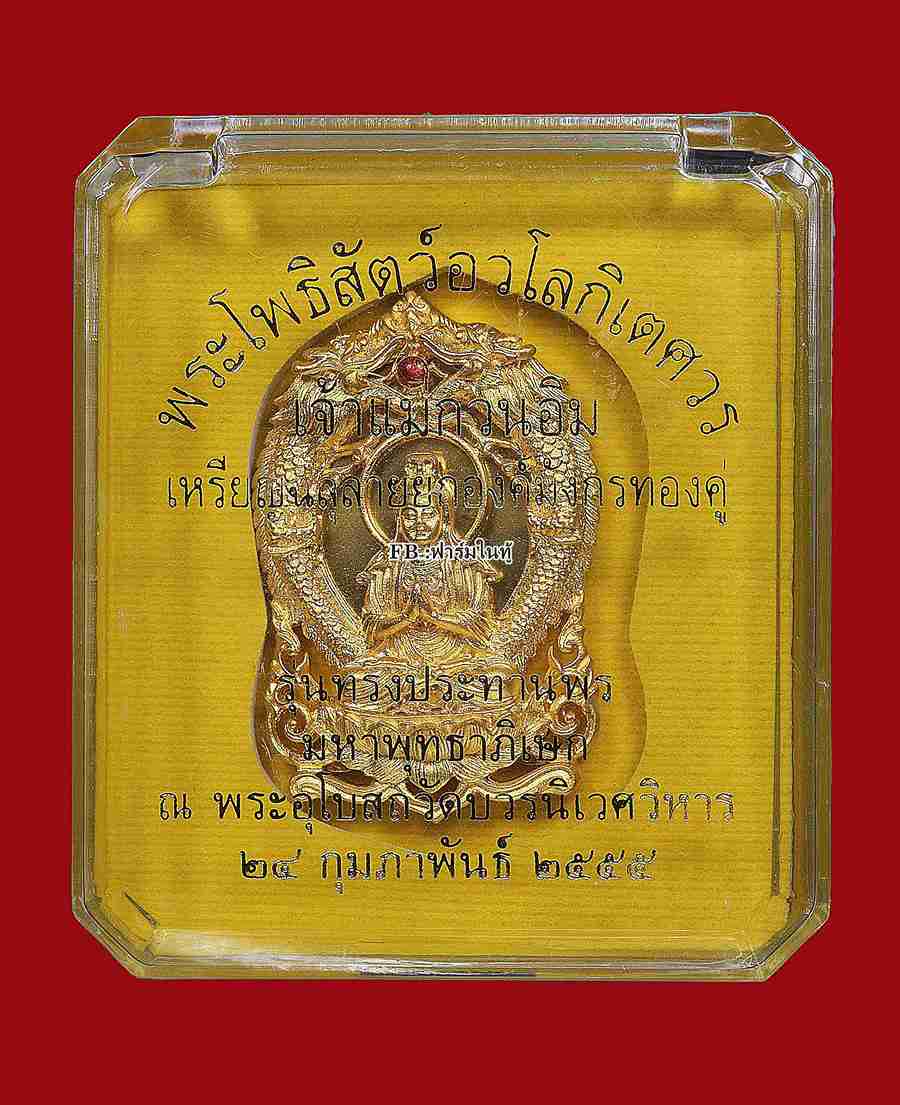 พระโพธิสัตว์อวโลกิเตศวร
เจ้าแม่กวนอิม
เหรียญฉลุลายยกองค์มังกรทองคู่
FB.:ฟาร์มในทุ้
รุ่นทรงประทานพร
มหาพุทธาภิเษก
ณ พระอุโบสถวัดบวรนิเวศวิหาร
๒๔ กุมภาพันธ์ ๒๕๕๕